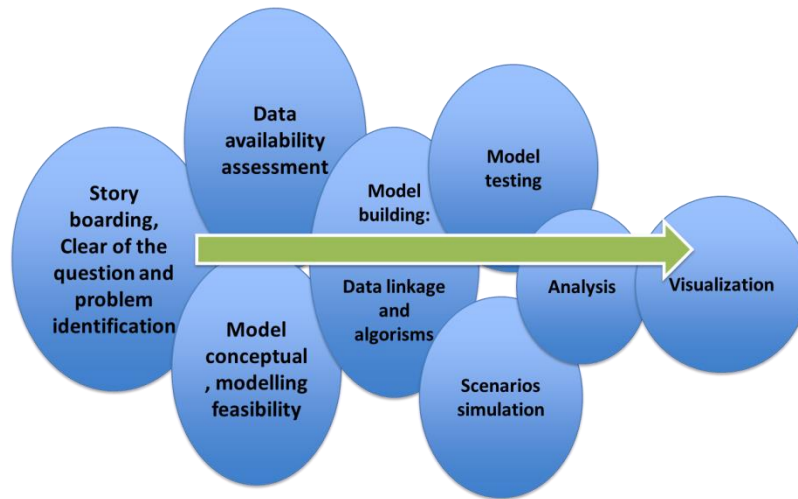 Story
boarding,
Clear of the
question and
problem
identification
Data
availability
assessment
Model
conceptual
, modelling
feasibility
Model
building:
Data linkage
and
algorisms
Model
testing
Scenarios
simulation
Analysis
Visualization